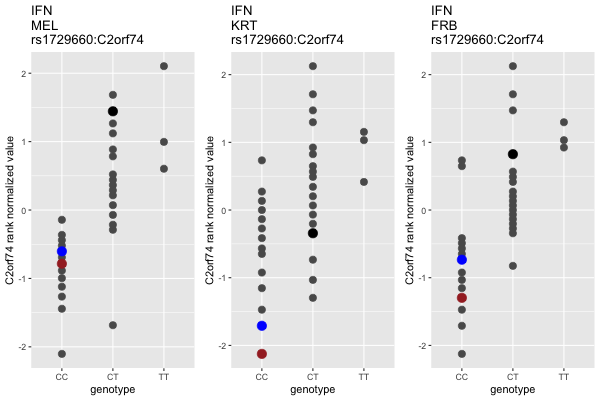 IFN
MEL
rs1729660:C2orf74
C2orf74 rank normalized value
2
1
0
-1
-2
CC CT TT
genotype
IFN
KRT
rs1729660:C2orf74
C2orf74 rank normalized value
2
1
0
-1
-2
CC CT TT
genotype
IFN
FRB
rs1729660:C2orf74
C2orf74 rank normalized value
2
1
0
-1
-2
CC CT TT
genotype